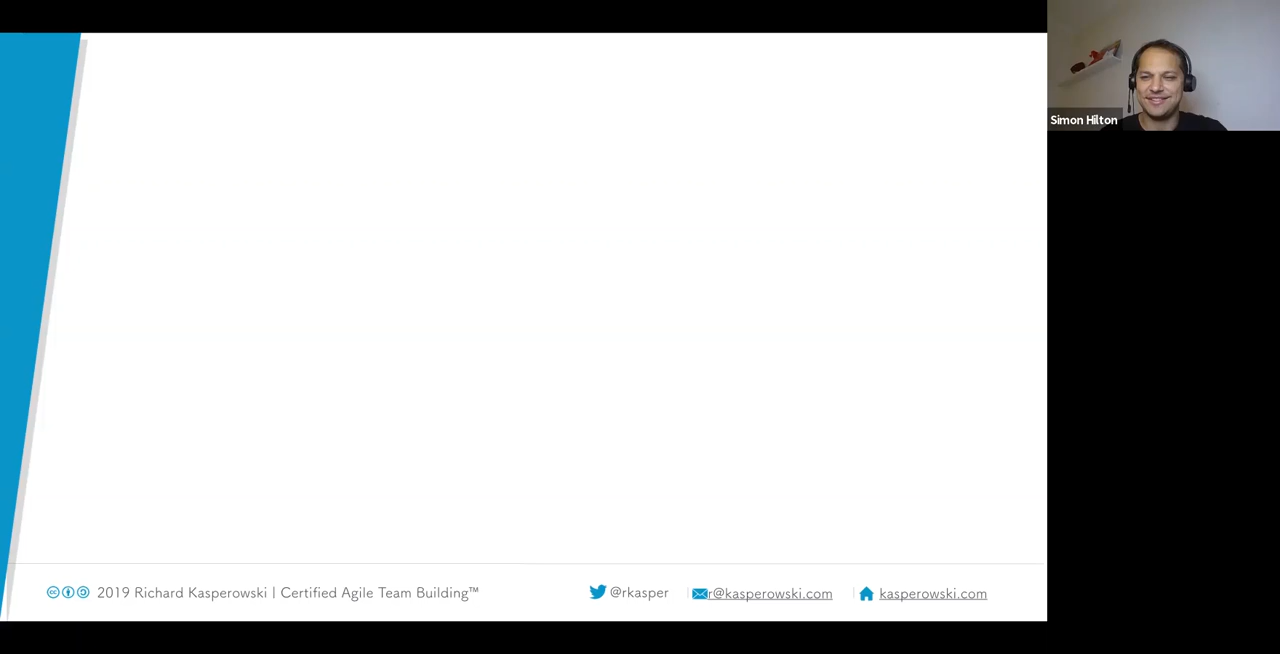 Simon Hilton
2019 Richard Kasperowski | Certified Agile Team Building™
@rkasper
r@kasperowski.com
kasperowski.com